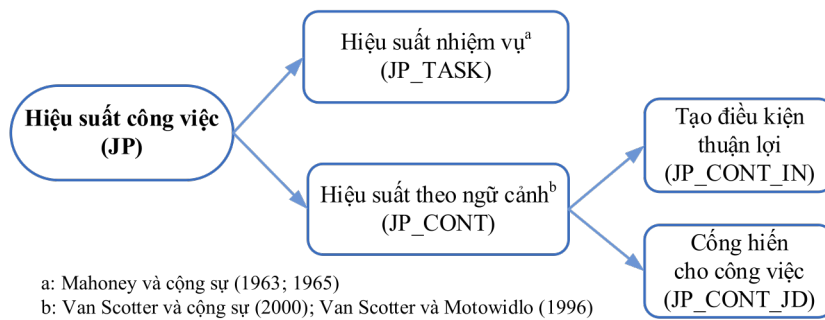 Hiệu suất công việc
(JP)
Hiệu suất nhiệm vụᵃ
(JP_TASK)
Hiệu suất theo ngữ cảnhᵇ
(JP_CONT)
Tạo điều kiện
thuận lợi
(JP_CONT_IN)
Cống hiến
cho công việc
(JP_CONT_JD)
a: Mahoney và cộng sự (1963; 1965)
b: Van Scotter và cộng sự (2000); Van Scotter và Motowidlo (1996)